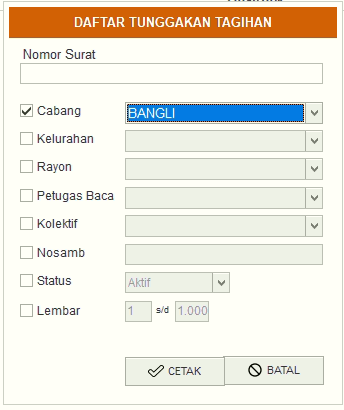 DAFTAR TUNGGAKAN TAGIHAN
Nomor Surat
Cabang BANGLI
Kelurahan
Rayon
Petugas Baca
Kolektif
Nosamb
Status Aktif
Lembar 1 s/d 1.000
CETAK BATAL